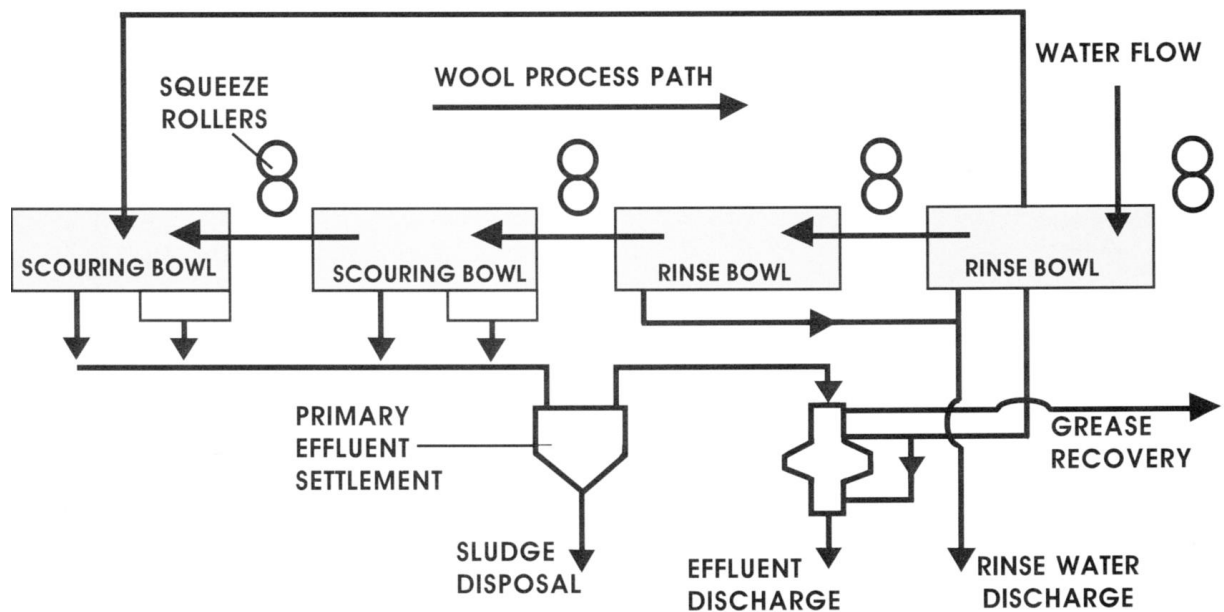 WOOL PROCESS PATH
WATER FLOW
SQUEEZE
ROLLERS
SCOURING BOWL
SCOURING BOWL
RINSE BOWL
RINSE BOWL
PRIMARY
EFFLUENT
SETTLEMENT
GREASE
RECOVERY
SLUDGE
DISPOSAL
EFFLUENT
DISCHARGE
RINSE WATER
DISCHARGE